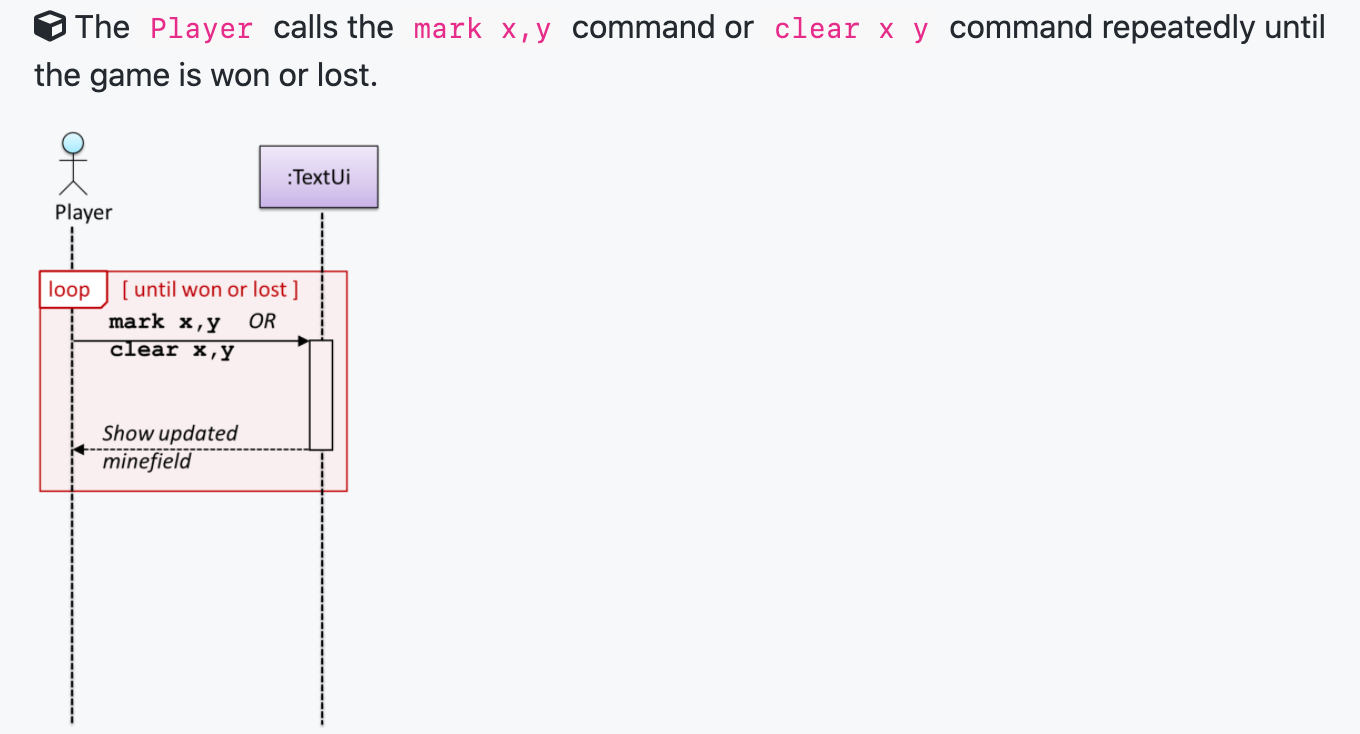 The Player calls the mark x,y command or clear x y command repeatedly until
the game is won or lost.
:TextUi
Player
loop [ until won or lost ]
mark x,y OR
clear x,y
Show updated
minefield